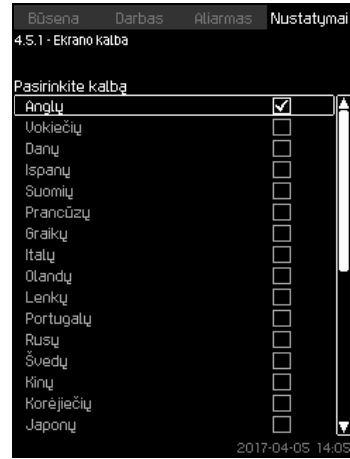 Būsena Darbas Aliarmas Nustatymai
4.5.1 - Ekrano kalba
Pasirinkite kalbą
Anglų
Vokiečių
Danų
Ispanų
Suomių
Prancūzų
Graikų
Italų
Olandų
Lenkų
Portugalų
Rusų
Švedų
Kinų
Korėjiečių
Japonų
2017-04-05 14:05